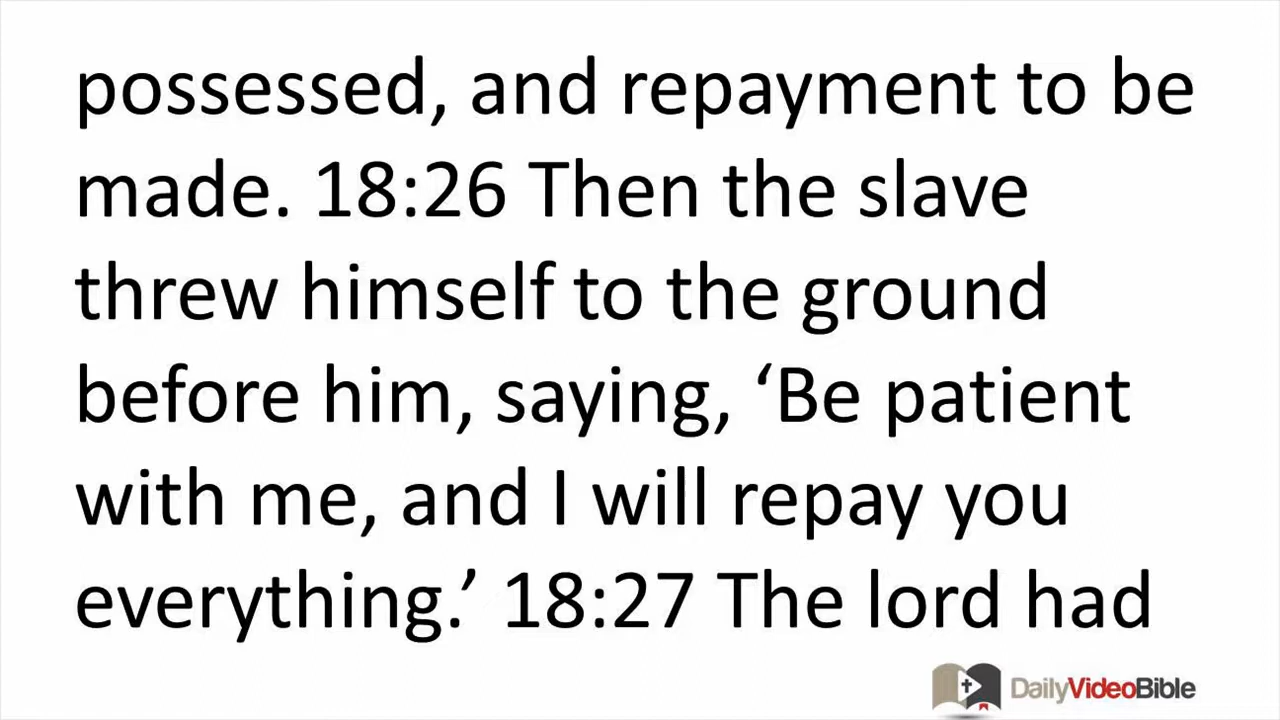 possessed, and repayment to be
made. 18:26 Then the slave
threw himself to the ground
before him, saying, ‘Be patient
with me, and I will repay you
everything.’ 18:27 The lord had
DailyVideoBible